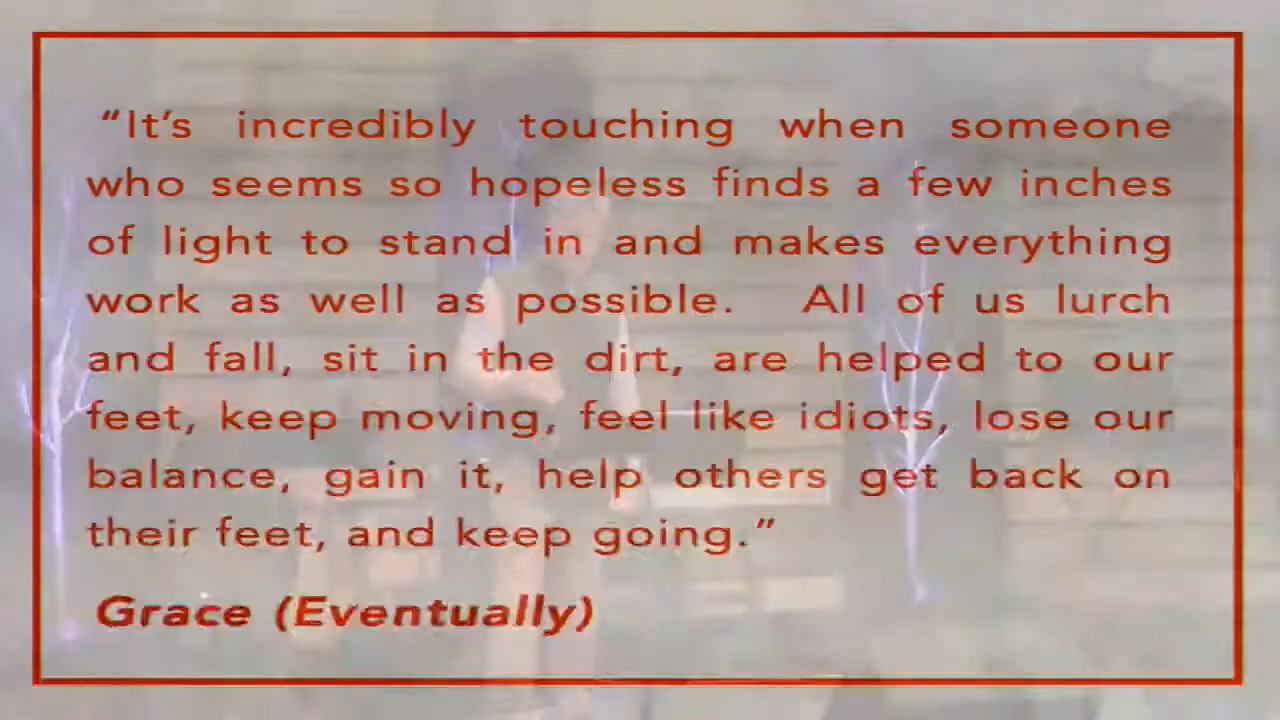 “It’s incredibly touching when someone
who seems so hopeless finds a few inches
of light to stand in and makes everything
work as well as possible. All of us lurch
and fall, sit in the dirt, are helped to our
feet, keep moving, feel like idiots, lose our
balance, gain it, help others get back on
their feet, and keep going.”
Grace (Eventually)